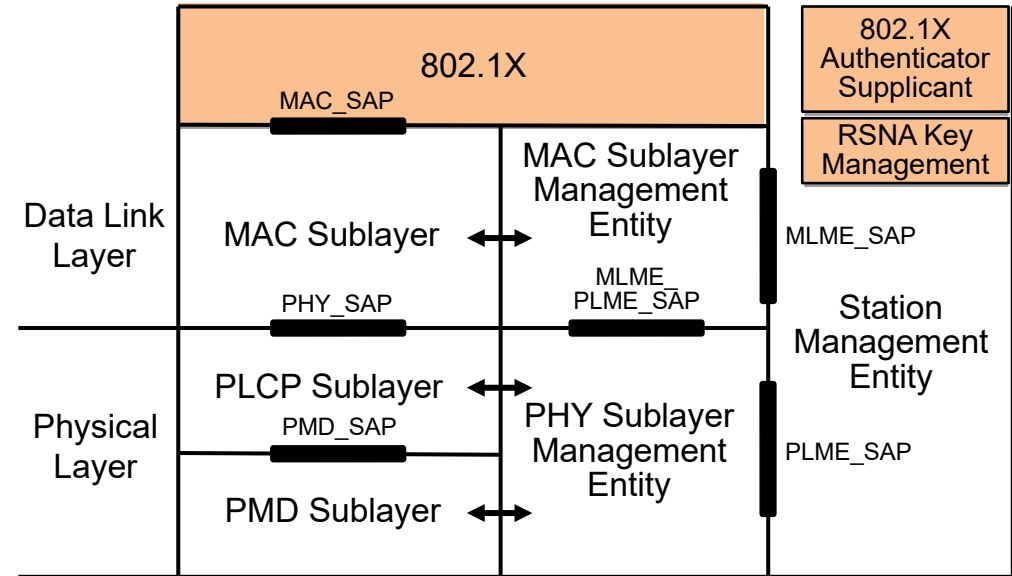 802.1X
MAC_SAP
802.1X
Authenticator
Supplicant
RSNA Key
Management
Data Link
Layer
MAC Sublayer
MAC Sublayer
Management
Entity
MLME_SAP
PHY_SAP
MLME_
PLME_SAP
Station
Management
Entity
Physical
Layer
PLCP Sublayer
PMD_SAP
PMD Sublayer
PHY Sublayer
Management
Entity
PLME_SAP